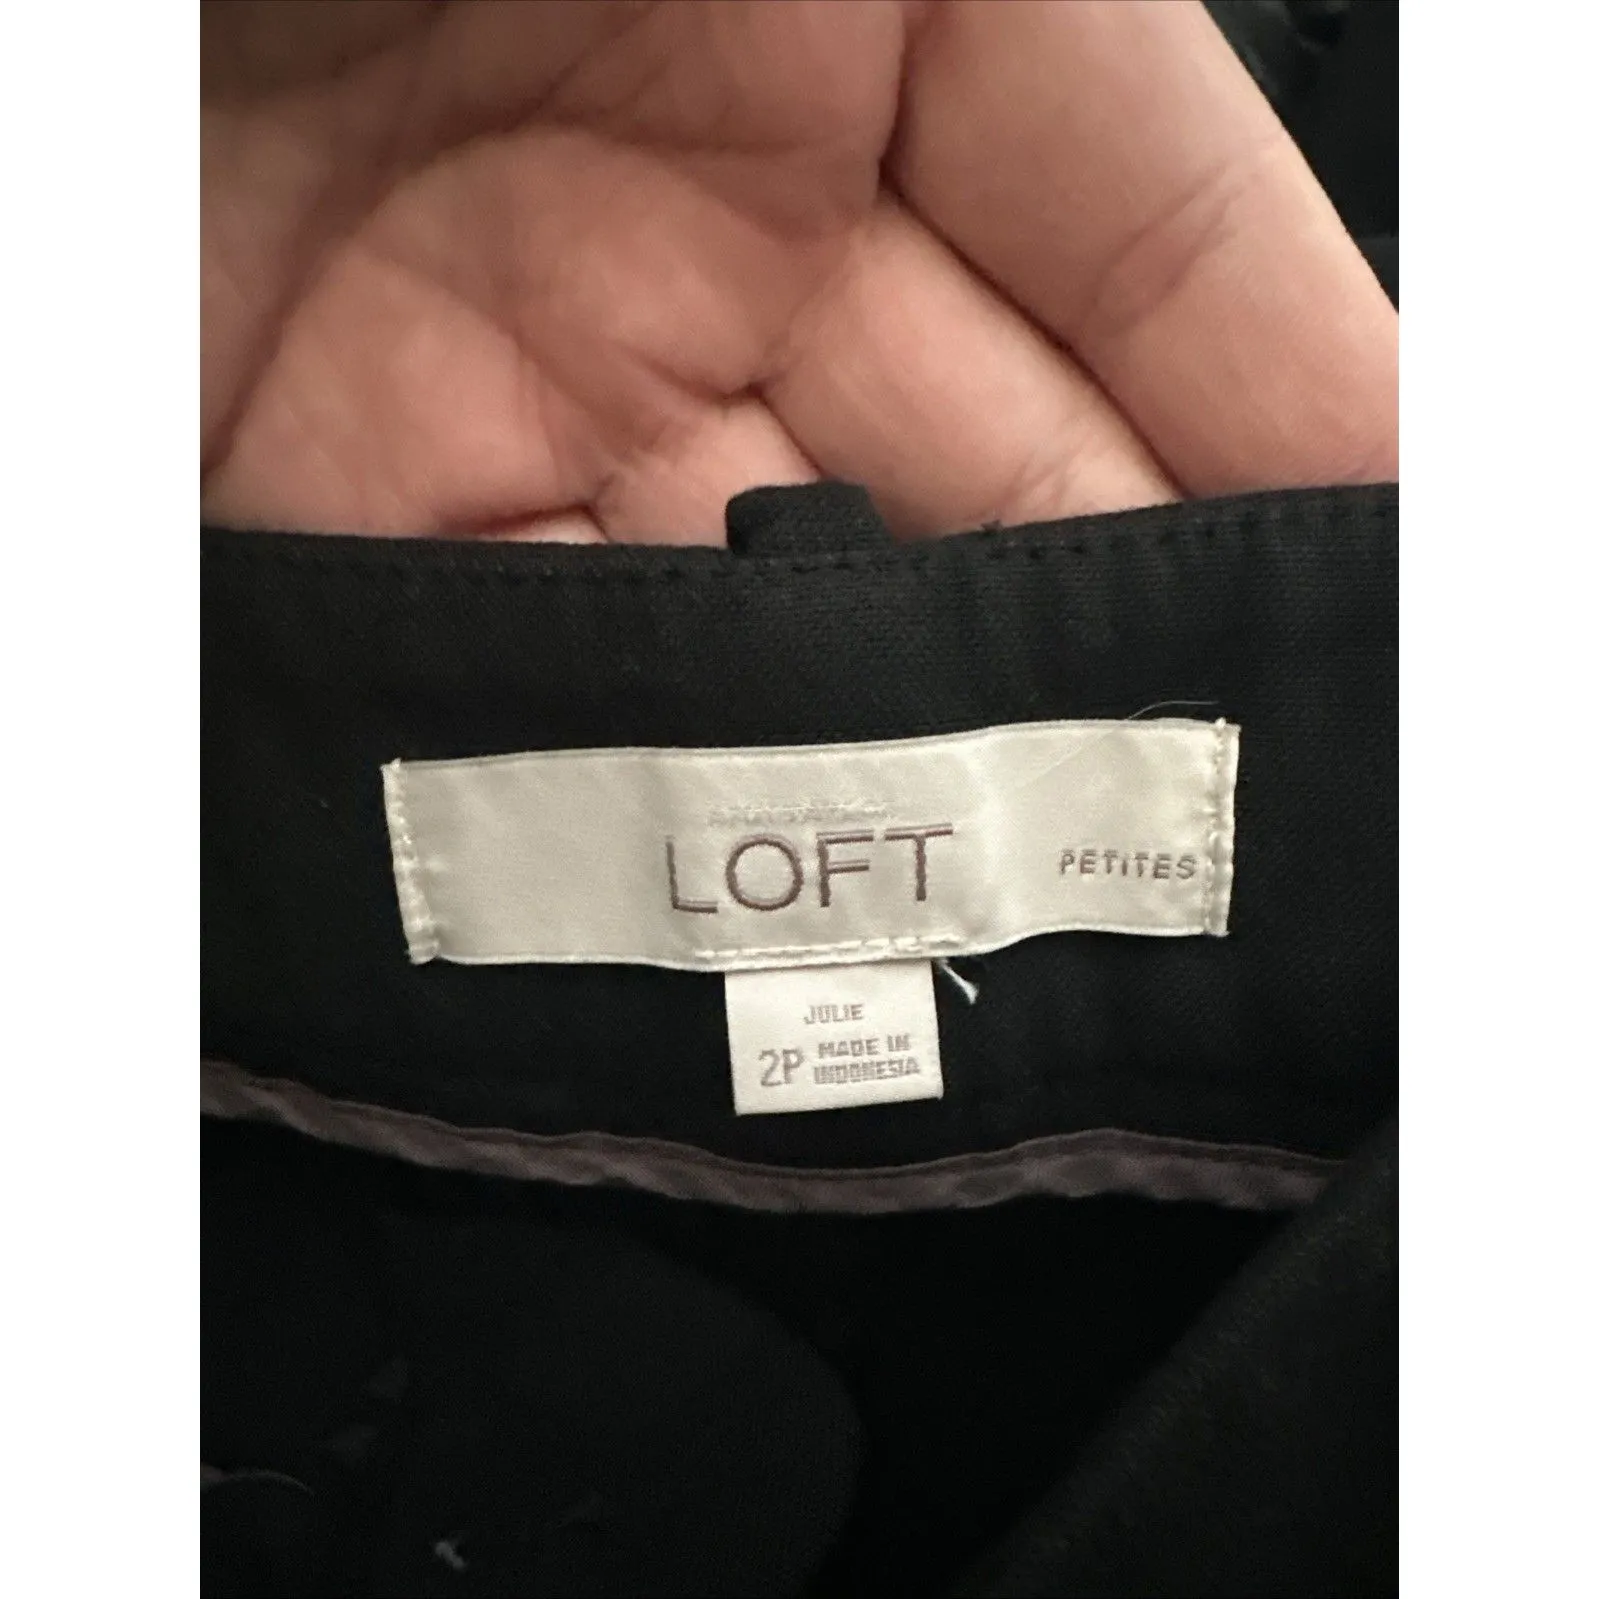 LOFT
PETITES
JULIE
2P MADE IN
INDONESIA